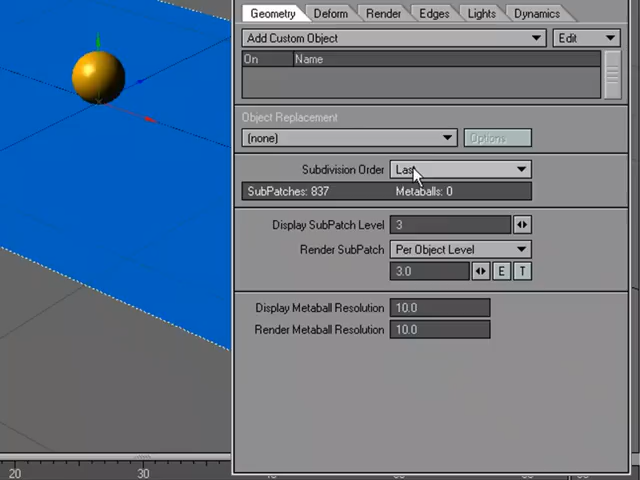 Geometry Deform Render Edges Lights Dynamics
Add Custom Object Edit
On Name
Object Replacement
(none) Options
Subdivision Order
SubPatches: 837 Metaballs: 0
Display SubPatch Level 3
Render SubPatch Per Object Level
3.0 E T
Display Metaball Resolution 10.0
Render Metaball Resolution 10.0
20 30